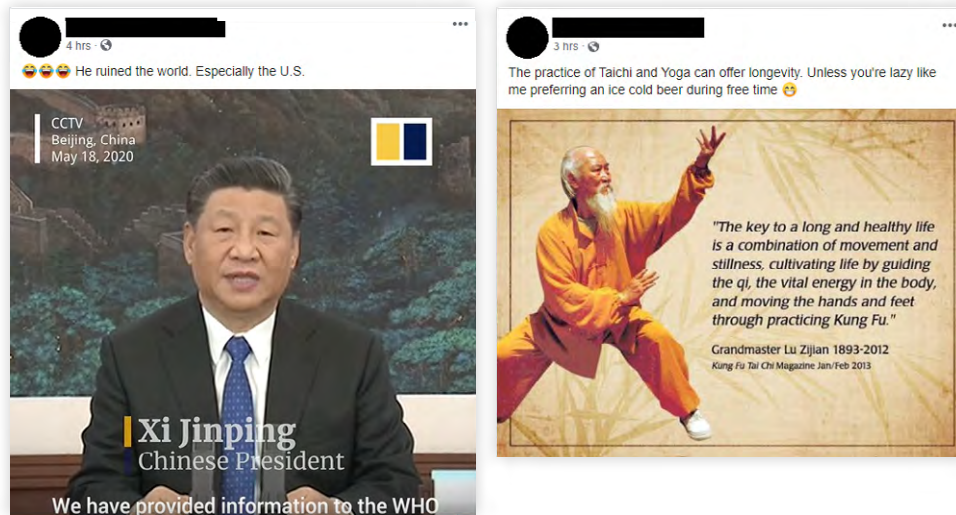 4 hrs ·
😂😂😂 He ruined the world. Especially the U.S.
CCTV
Beijing, China
May 18, 2020
Xi Jinping
Chinese President
We have provided information to the WHO
3 hrs ·
The practice of Taichi and Yoga can offer longevity. Unless you're lazy like
me preferring an ice cold beer during free time 😁
"The key to a long and healthy life
is a combination of movement and
stillness, cultivating life by guiding
the qi, the vital energy in the body,
and moving the hands and feet
through practicing Kung Fu."
Grandmaster Lu Zijian 1893-2012
Kung Fu Tai Chi Magazine Jan/Feb 2013